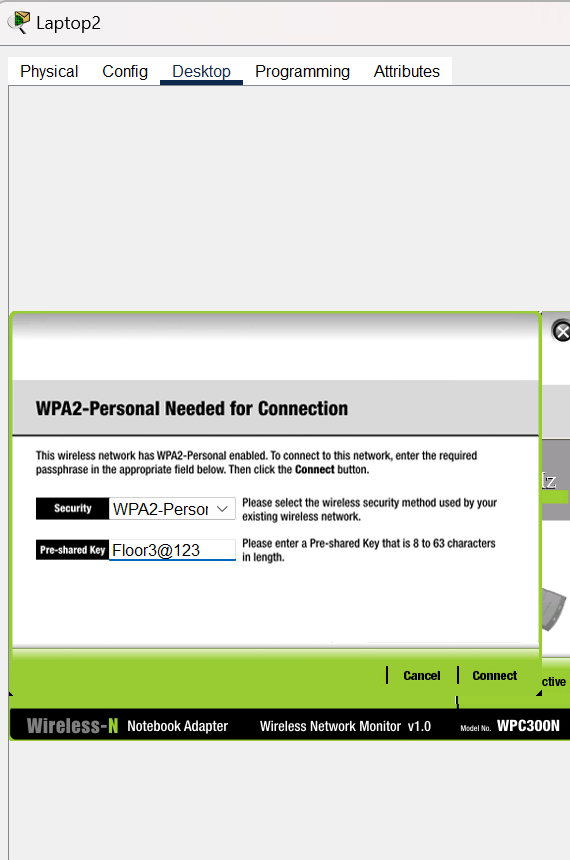 Laptop2
Physical Config Desktop Programming Attributes
WPA2-Personal Needed for Connection
This wireless network has WPA2-Personal enabled. To connect to this network, enter the required
passphrase in the appropriate field below. Then click the Connect button.
Security WPA2-Person Please select the wireless security method used by your
existing wireless network.
Pre-shared Key Floor3@123 Please enter a Pre-shared Key that is 8 to 63 characters
in length.
Cancel Connect
ctive
Wireless-N Notebook Adapter Wireless Network Monitor v1.0 Model No. WPC300N